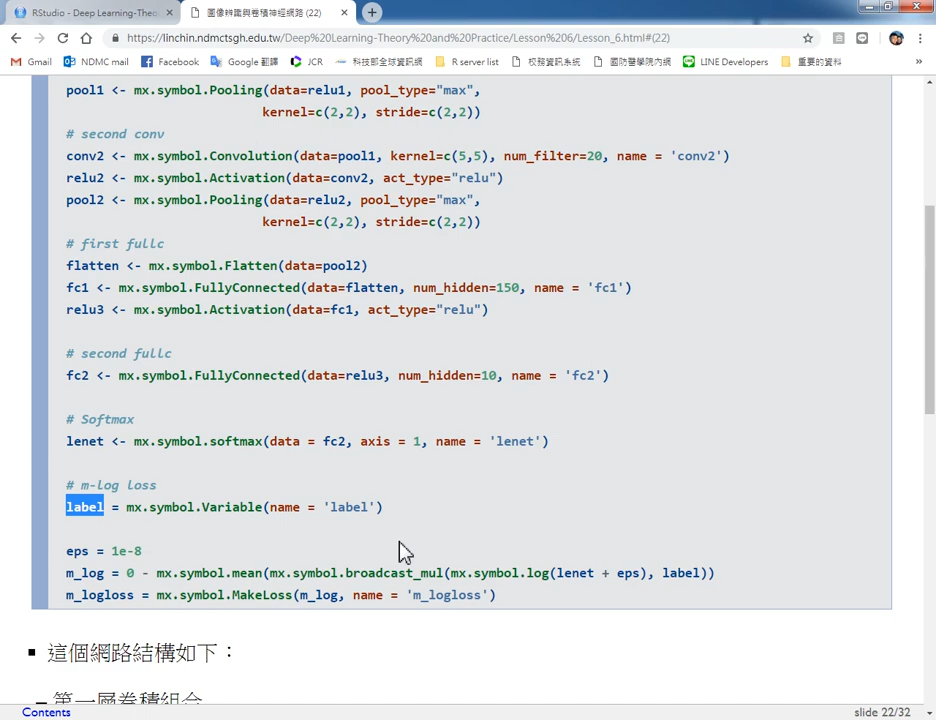 RStudio - Deep Learning-Theo
圖像辨識與卷積神經網路 (22)
https://linchin.ndmctsgh.edu.tw/Deep%20Learning-Theory%20and%20Practice/Lesson%206/Lesson_6.html#(22)
Gmail NDMC mail Facebook Google 翻譯 JCR 科技部全球資訊網 R server list 校務資訊系統 國防醫學院內網 LINE Developers 重要的資料 »
pool1 <- mx.symbol.Pooling(data=relu1, pool_type="max",
kernel=c(2,2), stride=c(2,2))
# second conv
conv2 <- mx.symbol.Convolution(data=pool1, kernel=c(5,5), num_filter=20, name = 'conv2')
relu2 <- mx.symbol.Activation(data=conv2, act_type="relu")
pool2 <- mx.symbol.Pooling(data=relu2, pool_type="max",
kernel=c(2,2), stride=c(2,2))
# first fullc
flatten <- mx.symbol.Flatten(data=pool2)
fc1 <- mx.symbol.FullyConnected(data=flatten, num_hidden=150, name = 'fc1')
relu3 <- mx.symbol.Activation(data=fc1, act_type="relu")
# second fullc
fc2 <- mx.symbol.FullyConnected(data=relu3, num_hidden=10, name = 'fc2')
# Softmax
lenet <- mx.symbol.softmax(data = fc2, axis = 1, name = 'lenet')
# m-log loss
label = mx.symbol.Variable(name = 'label')
eps = 1e-8
m_log = 0 - mx.symbol.mean(mx.symbol.broadcast_mul(mx.symbol.log(lenet + eps), label))
m_logloss = mx.symbol.MakeLoss(m_log, name = 'm_logloss')
▪ 這個網路結構如下：
– 第一層卷積組合
Contents
slide 22/32